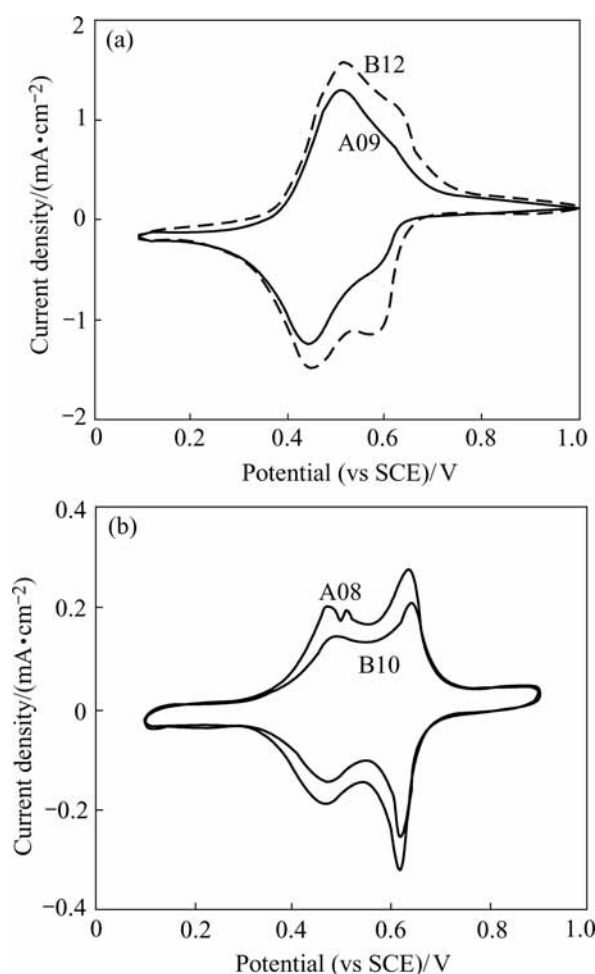 (a)
2
B12
1
A09
0
−1
−2
Current density/(mA•cm−2)
0
0.2
0.4
0.6
0.8
1.0
Potential (vs SCE)/V
(b)
0.4
A08
0.2
B10
0
−0.2
−0.4
Current density/(mA•cm−2)
0
0.2
0.4
0.6
0.8
1.0
Potential (vs SCE)/V